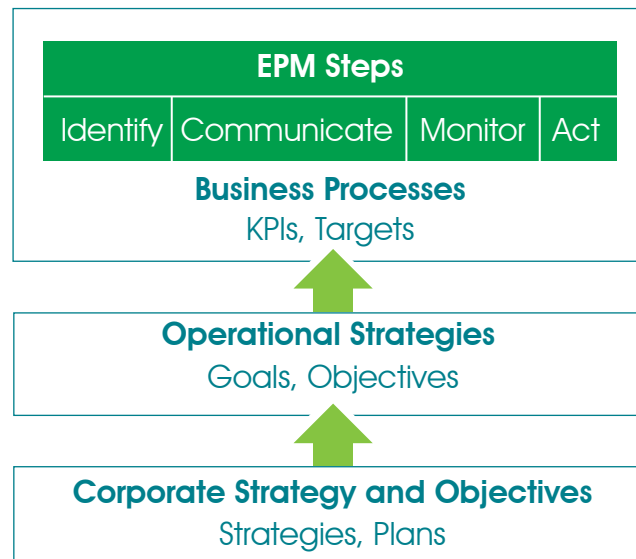 EPM Steps
Identify Communicate Monitor Act
Business Processes
KPIs, Targets
Operational Strategies
Goals, Objectives
Corporate Strategy and Objectives
Strategies, Plans